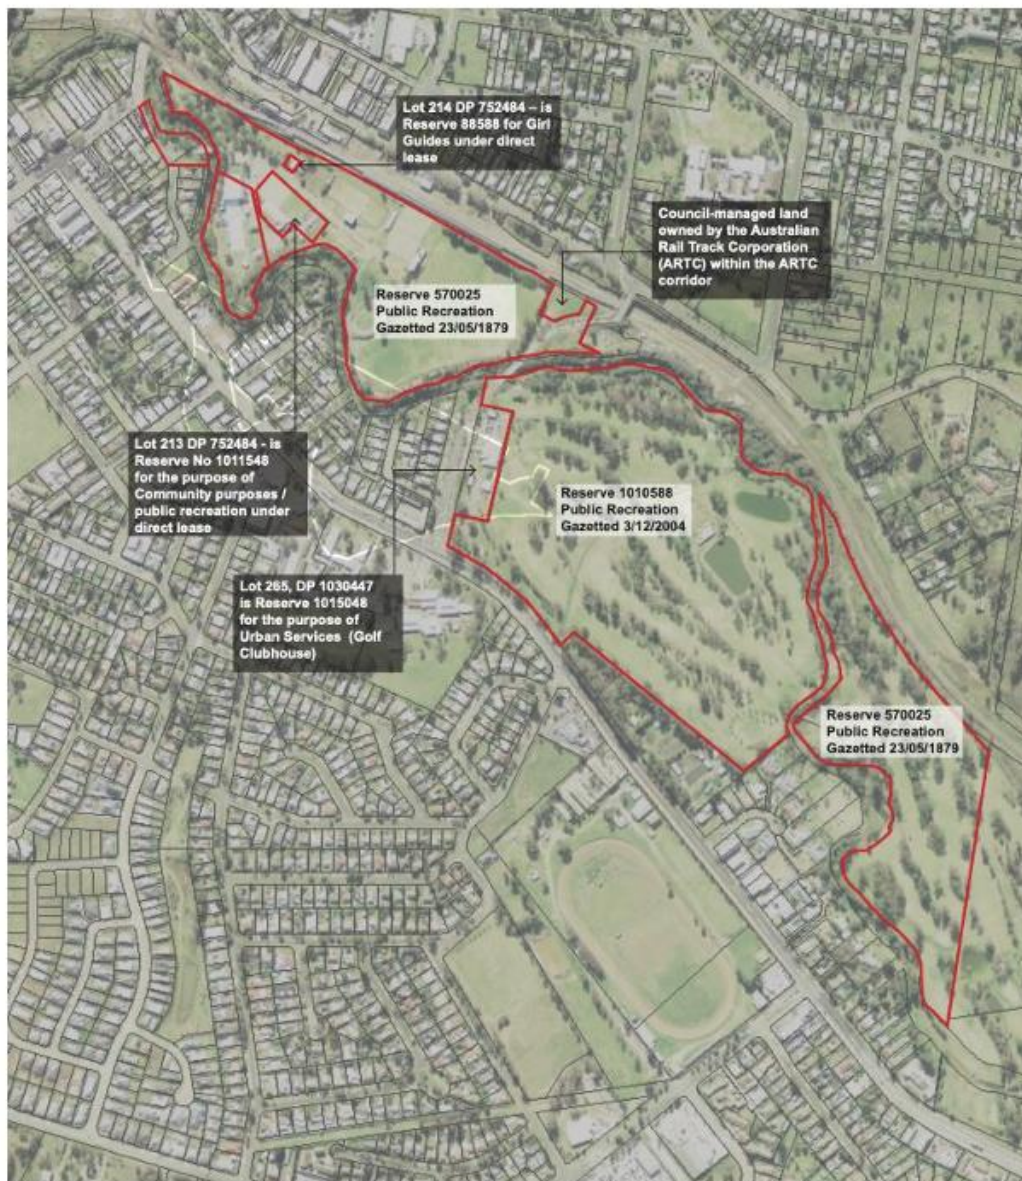 Lot 214 DP 752484 – is
Reserve 88588 for Girl
Guides under direct
lease
Council-managed land
owned by the Australian
Rail Track Corporation
(ARTC) within the ARTC
corridor
Reserve 570025
Public Recreation
Gazetted 23/05/1879
Lot 213 DP 752484 - is
Reserve No 1011548
for the purpose of
Community purposes /
public recreation under
direct lease
Reserve 1010588
Public Recreation
Gazetted 3/12/2004
Lot 265, DP 1030447
is Reserve 1015048
for the purpose of
Urban Services (Golf
Clubhouse)
Reserve 570025
Public Recreation
Gazetted 23/05/1879